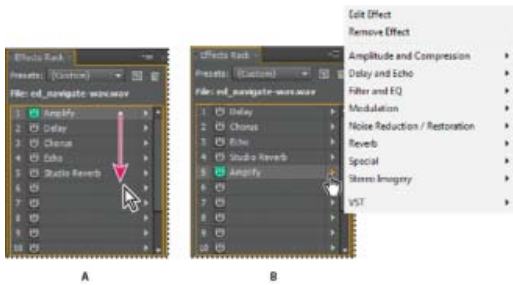 Effects Rack
Presets: (Custom)
File: ed_navigate-wav.wav
1 Amplify
2 Delay
3 Chorus
4 Echo
5 Studio Reverb
6
7
8
9
10
A
Effects Rack
Presets: (Custom)
File: ed_navigate-wav.wav
1 Delay
2 Chorus
3 Echo
4 Studio Reverb
5 Amplify
6
7
8
9
10
B
Edit Effect
Remove Effect
Amplitude and Compression
Delay and Echo
Filter and EQ
Modulation
Noise Reduction / Restoration
Reverb
Special
Stereo Imagery
VST